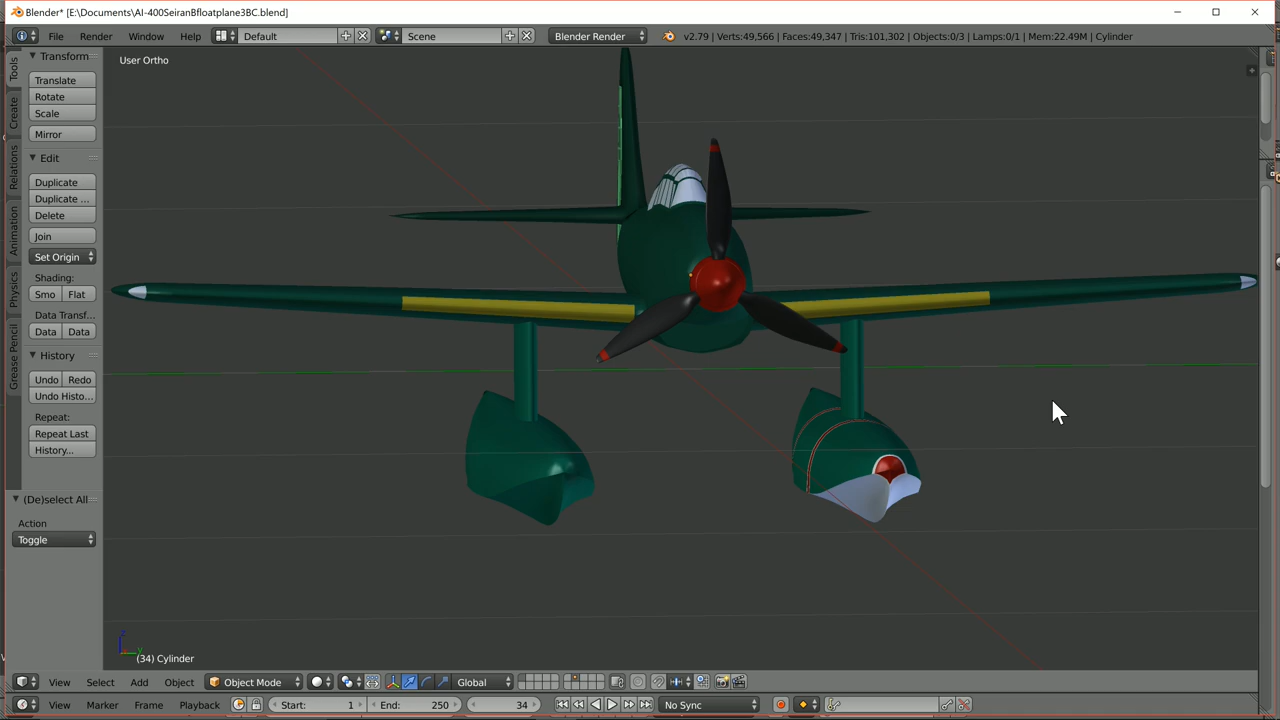 Blender* [E:\Documents\AI-400SeiranBfloatplane3BC.blend]
File Render Window Help Default Scene Blender Render v2.79 | Verts:49,566 | Faces:49,347 | Tris:101,302 | Objects:0/3 | Lamps:0/1 | Mem:22.49M | Cylinder
Tools
Create
Relations
Animation
Physics
Grease Pencil
Transform
Translate
Rotate
Scale
Mirror
Edit
Duplicate
Duplicate ...
Delete
Join
Set Origin
Shading:
Smo Flat
Data Transf...
Data Data
History
Undo Redo
Undo Histo...
Repeat:
Repeat Last
History...
(De)select All
Action
Toggle
User Ortho
z
y
(34) Cylinder
View Select Add Object Object Mode Global
View Marker Frame Playback Start: 1 End: 250 34 No Sync